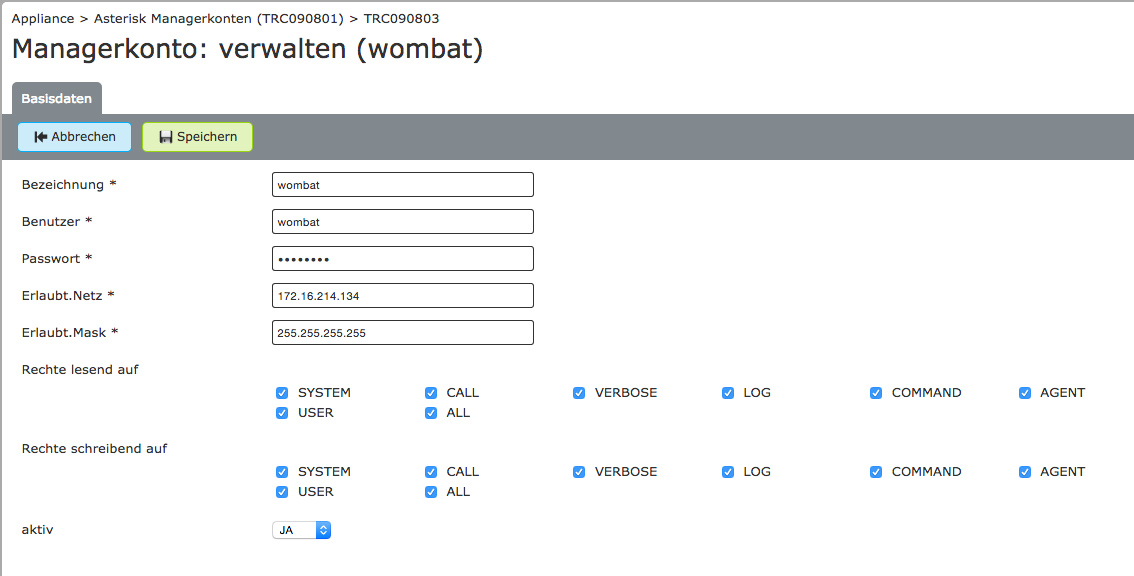 Appliance > Asterisk Managerkonten (TRC090801) > TRC090803
Managerkonto: verwalten (wombat)
Basisdaten
Abbrechen Speichern
Bezeichnung * wombat
Benutzer * wombat
Passwort * ••••••••
Erlaubt.Netz * 172.16.214.134
Erlaubt.Mask * 255.255.255.255
Rechte lesend auf
SYSTEM CALL VERBOSE LOG COMMAND AGENT
USER ALL
Rechte schreibend auf
SYSTEM CALL VERBOSE LOG COMMAND AGENT
USER ALL
aktiv JA